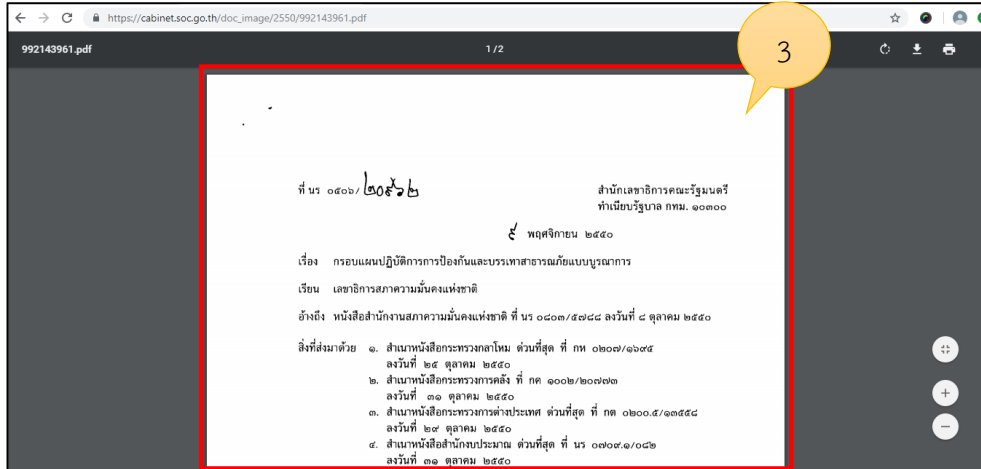 https://cabinet.soc.go.th/doc_image/2550/992143961.pdf
992143961.pdf
1/2
3
ที่ นร ๐๕๐๖/
สำนักเลขาธิการคณะรัฐมนตรี
ทำเนียบรัฐบาล กทม. ๑๐๓๐๐
๙ พฤศจิกายน ๒๕๕๐
เรื่อง กรอบแผนปฏิบัติการการป้องกันและบรรเทาสาธารณภัยแบบบูรณาการ
เรียน เลขาธิการสภาความมั่นคงแห่งชาติ
อ้างถึง หนังสือสำนักงานสภาความมั่นคงแห่งชาติ ที่ นร ๐๘๐๓/๕๗๘๘ ลงวันที่ ๘ ตุลาคม ๒๕๕๐
สิ่งที่ส่งมาด้วย ๑. สำเนาหนังสือกระทรวงกลาโหม ด่วนที่สุด ที่ กห ๐๒๐๗/๑๖๙๕
ลงวันที่ ๒๕ ตุลาคม ๒๕๕๐
๒. สำเนาหนังสือกระทรวงการคลัง ที่ กค ๑๐๐๒/๒๐๗๗๓
ลงวันที่ ๓๑ ตุลาคม ๒๕๕๐
๓. สำเนาหนังสือกระทรวงการต่างประเทศ ด่วนที่สุด ที่ กต ๐๒๐๐.๕/๑๓๕๕๘
ลงวันที่ ๒๙ ตุลาคม ๒๕๕๐
๔. สำเนาหนังสือสำนักงบประมาณ ด่วนที่สุด ที่ นร ๐๗๐๙.๑/๐๘๒
ลงวันที่ ๓๑ ตุลาคม ๒๕๕๐